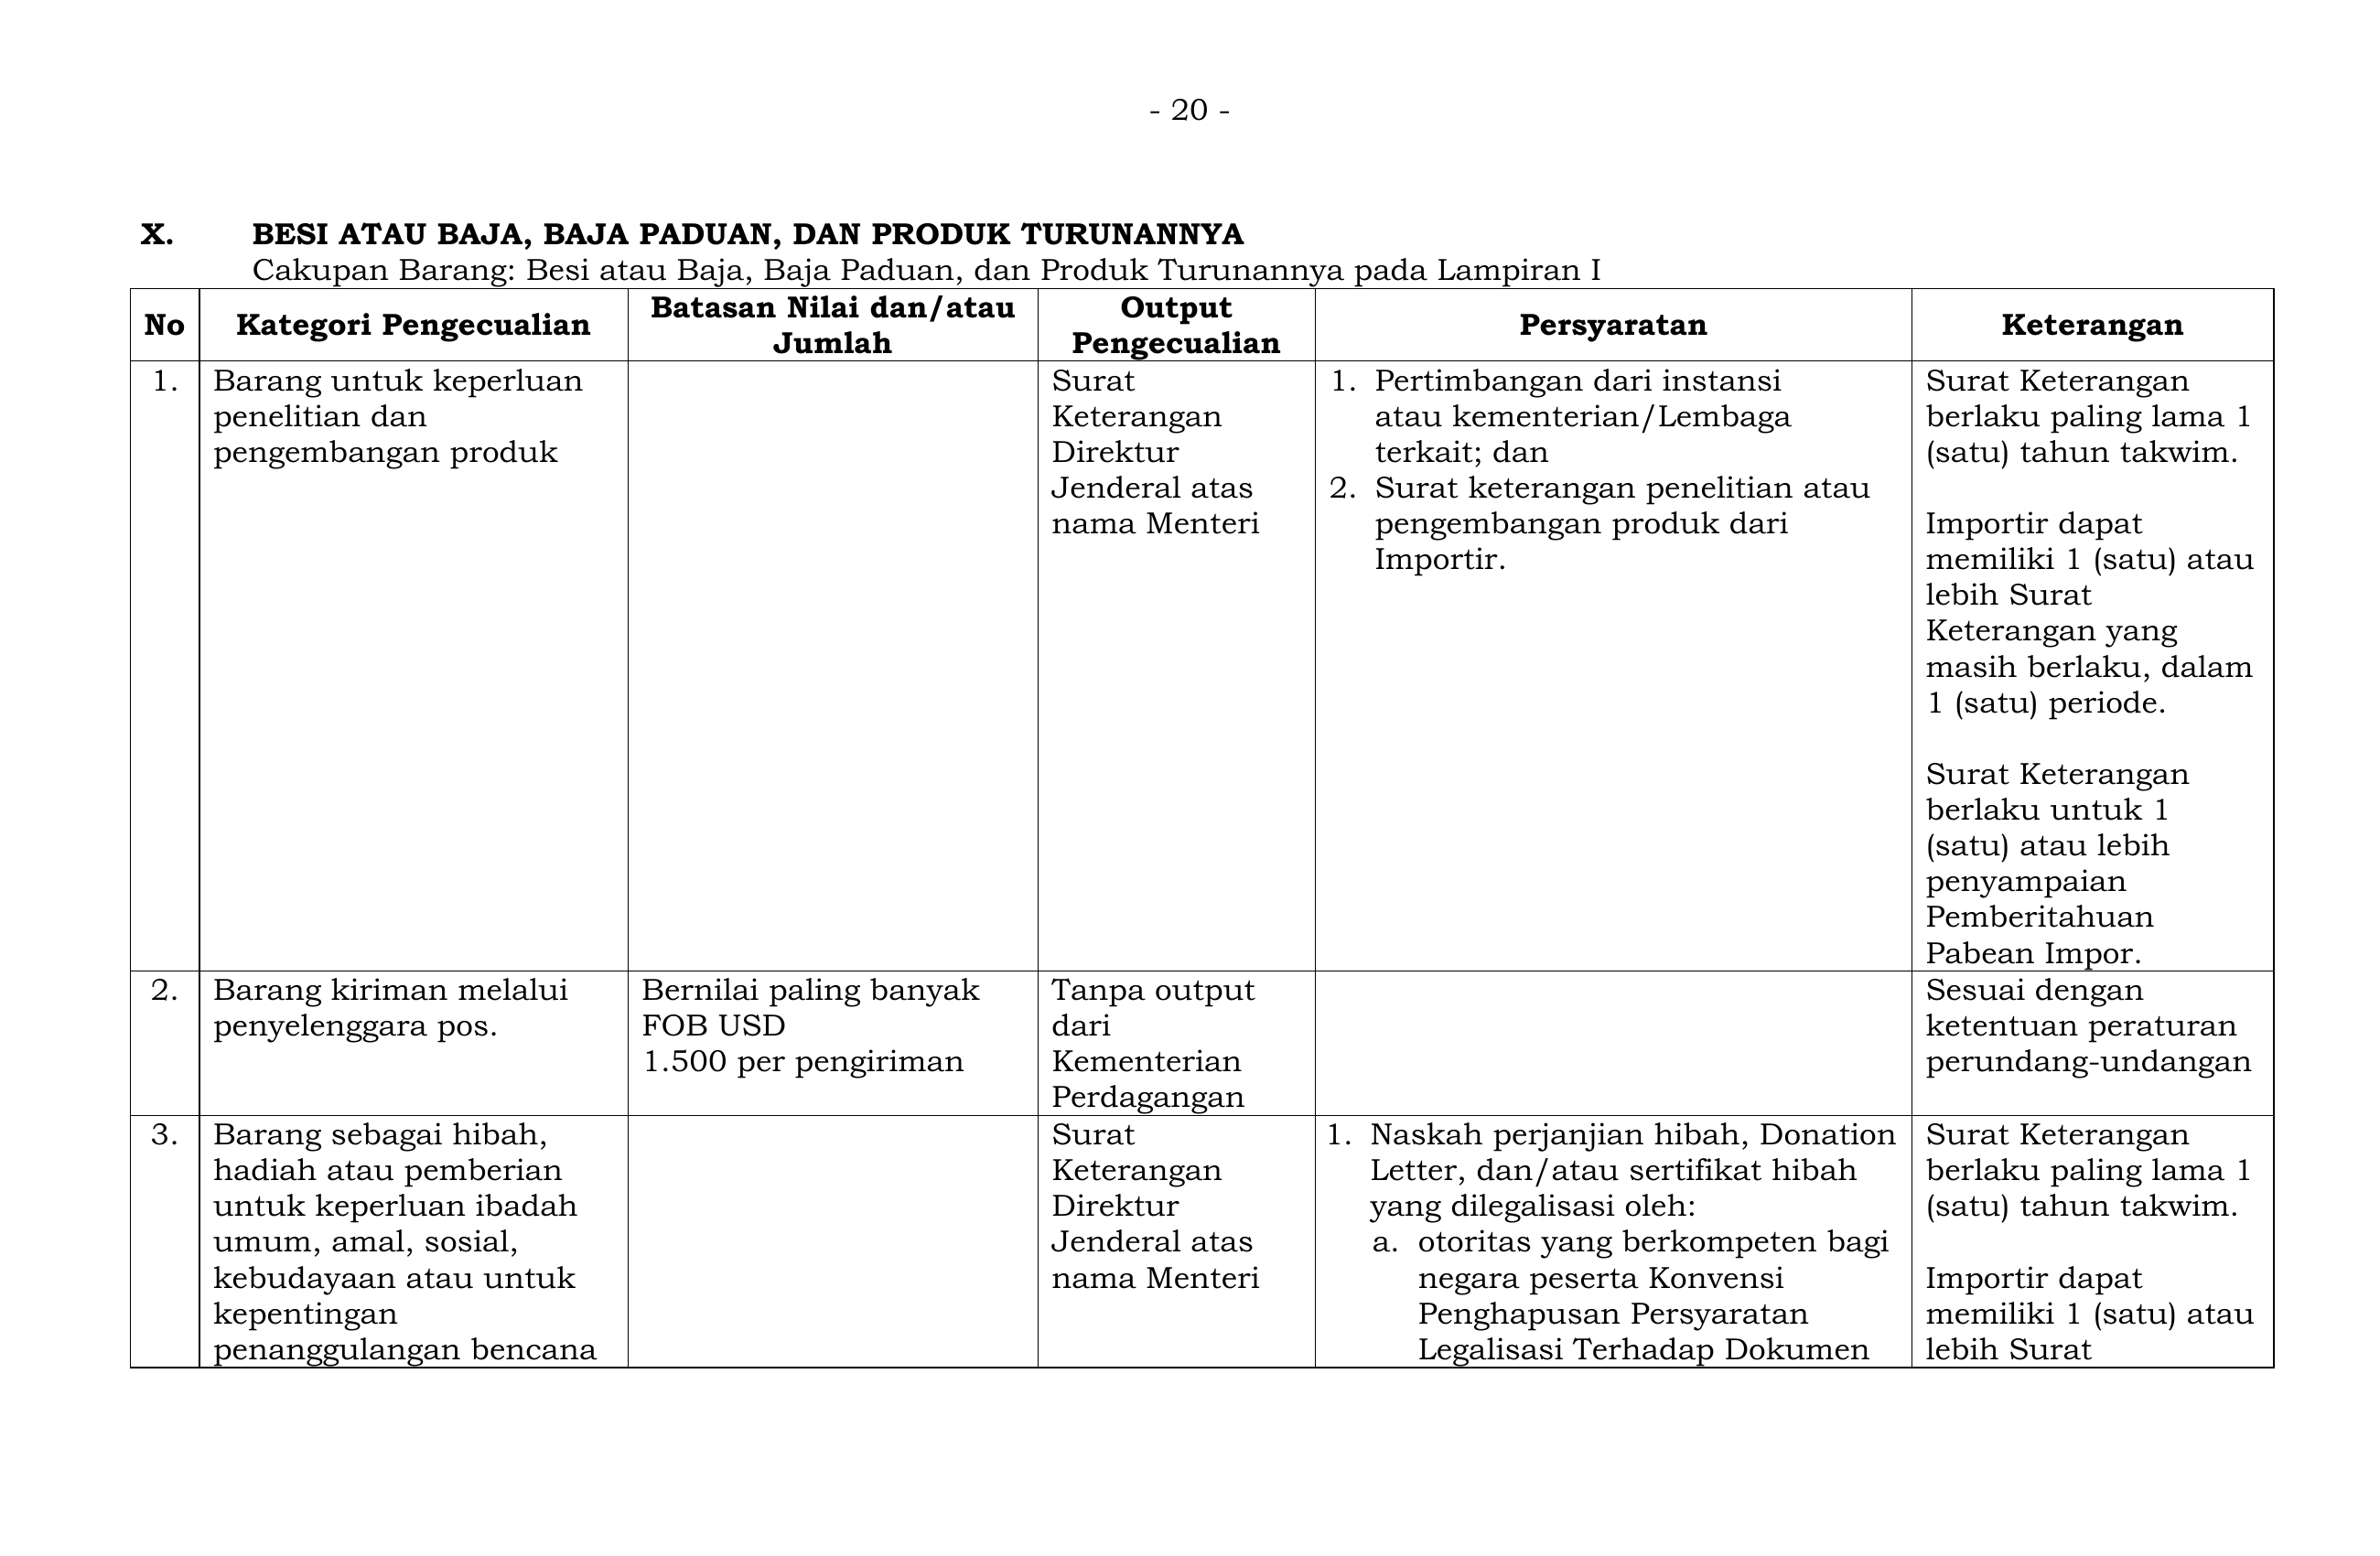 - 20 -
X. BESI ATAU BAJA, BAJA PADUAN, DAN PRODUK TURUNANNYA
Cakupan Barang: Besi atau Baja, Baja Paduan, dan Produk Turunannya pada Lampiran I
No
Kategori Pengecualian
Batasan Nilai dan/atau
Jumlah
Output
Pengecualian
Persyaratan
Keterangan
1.
Barang untuk keperluan
penelitian dan
pengembangan produk
Surat
Keterangan
Direktur
Jenderal atas
nama Menteri
1. Pertimbangan dari instansi
atau kementerian/Lembaga
terkait; dan
2. Surat keterangan penelitian atau
pengembangan produk dari
Importir.
Surat Keterangan
berlaku paling lama 1
(satu) tahun takwim.
Importir dapat
memiliki 1 (satu) atau
lebih Surat
Keterangan yang
masih berlaku, dalam
1 (satu) periode.
Surat Keterangan
berlaku untuk 1
(satu) atau lebih
penyampaian
Pemberitahuan
Pabean Impor.
2.
Barang kiriman melalui
penyelenggara pos.
Bernilai paling banyak
FOB USD
1.500 per pengiriman
Tanpa output
dari
Kementerian
Perdagangan
Sesuai dengan
ketentuan peraturan
perundang-undangan
3.
Barang sebagai hibah,
hadiah atau pemberian
untuk keperluan ibadah
umum, amal, sosial,
kebudayaan atau untuk
kepentingan
penanggulangan bencana
Surat
Keterangan
Direktur
Jenderal atas
nama Menteri
1. Naskah perjanjian hibah, Donation
Letter, dan/atau sertifikat hibah
yang dilegalisasi oleh:
a. otoritas yang berkompeten bagi
negara peserta Konvensi
Penghapusan Persyaratan
Legalisasi Terhadap Dokumen
Surat Keterangan
berlaku paling lama 1
(satu) tahun takwim.
Importir dapat
memiliki 1 (satu) atau
lebih Surat